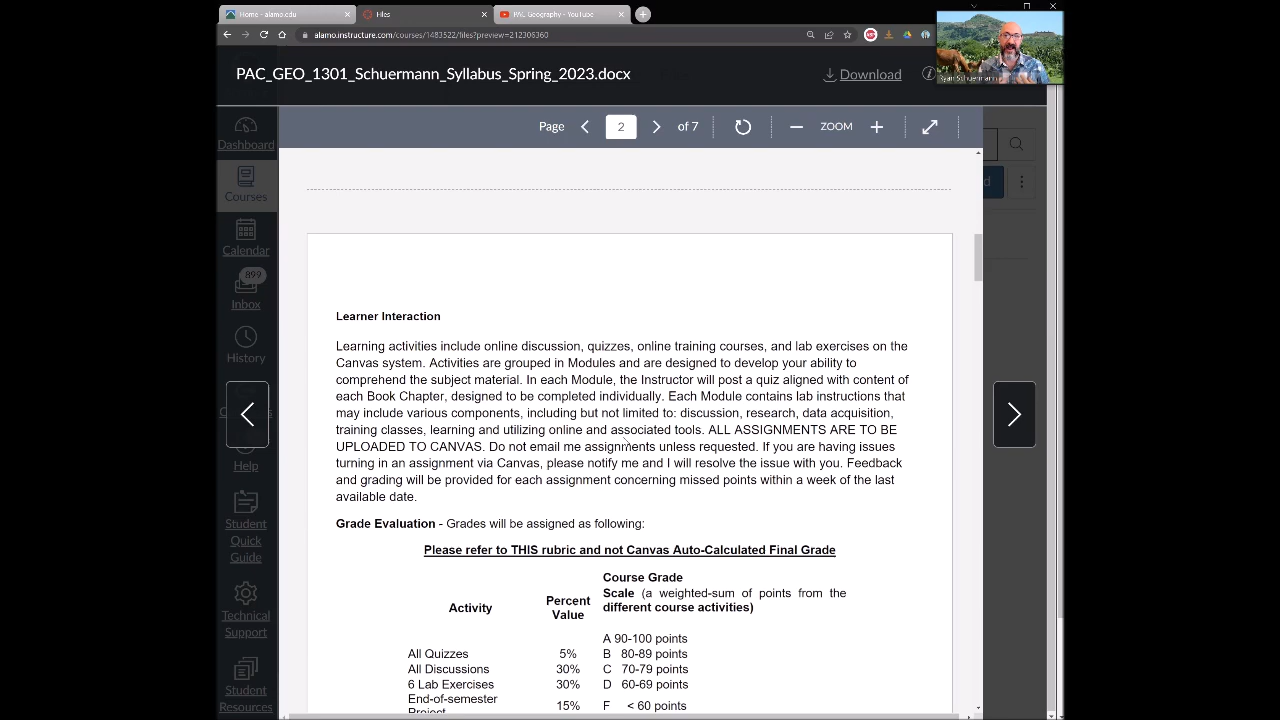 Home - alamo.edu
Files
PAC Geography - YouTube
alamo.instructure.com/courses/1483522/files?preview=212306360
Ryan Schuermann
PAC_GEO_1301_Schuermann_Syllabus_Spring_2023.docx
Download
Page 2 of 7 ZOOM
Dashboard
Courses
Calendar
899
Inbox
History
Help
Student
Quick
Guide
Technical
Support
Student
Resources
Learner Interaction
Learning activities include online discussion, quizzes, online training courses, and lab exercises on the
Canvas system. Activities are grouped in Modules and are designed to develop your ability to
comprehend the subject material. In each Module, the Instructor will post a quiz aligned with content of
each Book Chapter, designed to be completed individually. Each Module contains lab instructions that
may include various components, including but not limited to: discussion, research, data acquisition,
training classes, learning and utilizing online and associated tools. ALL ASSIGNMENTS ARE TO BE
UPLOADED TO CANVAS. Do not email me assignments unless requested. If you are having issues
turning in an assignment via Canvas, please notify me and I will resolve the issue with you. Feedback
and grading will be provided for each assignment concerning missed points within a week of the last
available date.
Grade Evaluation - Grades will be assigned as following:
Please refer to THIS rubric and not Canvas Auto-Calculated Final Grade
Activity
Percent
Value
Course Grade
Scale (a weighted-sum of points from the
different course activities)
A 90-100 points
All Quizzes 5% B 80-89 points
All Discussions 30% C 70-79 points
6 Lab Exercises 30% D 60-69 points
End-of-semester
Project 15% F < 60 points